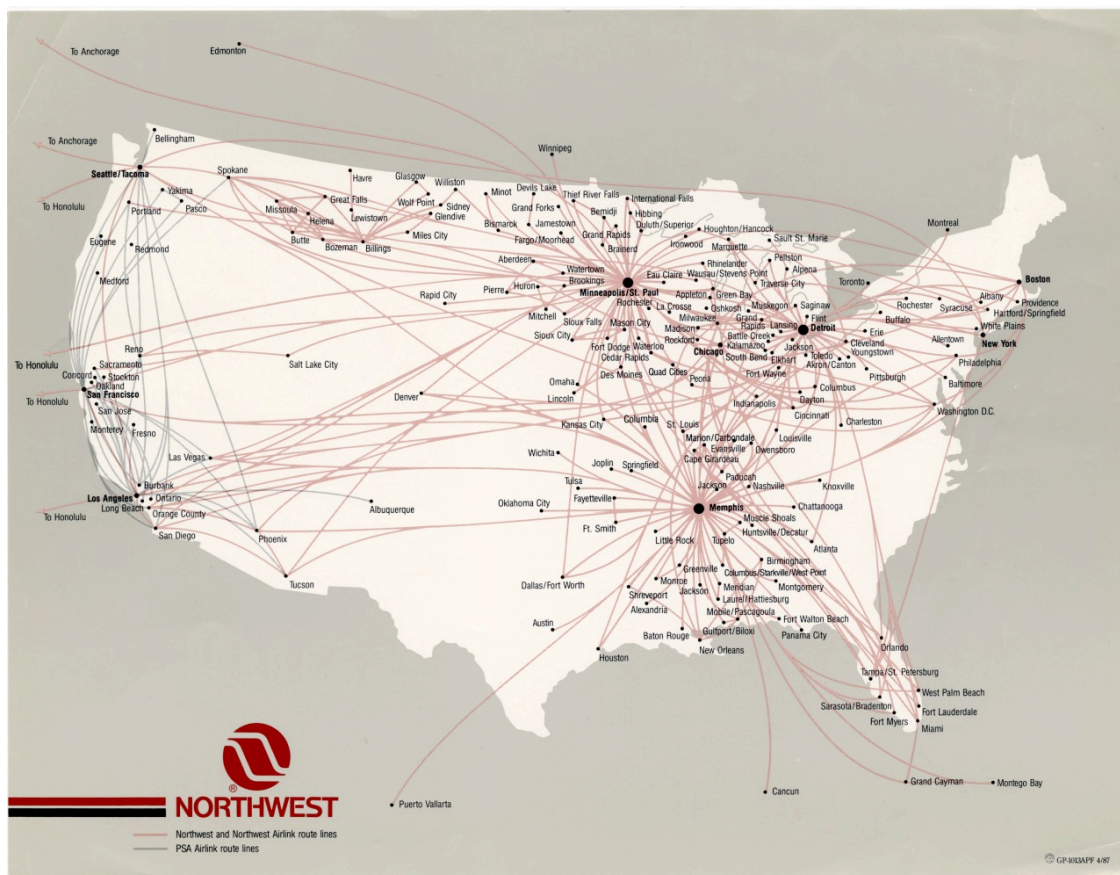 To Anchorage
Edmonton
To Anchorage
Bellingham
Winnipeg
Seattle/Tacoma
Spokane
Havre
Glasgow
Williston
Minot
Devils Lake
Thief River Falls
International Falls
Yakima
Pasco
Portland
To Honolulu
Missoula
Great Falls
Helena
Lewistown
Wolf Point
Sidney
Glendive
Grand Forks
Bemidji
Hibbing
Duluth/Superior
Houghton/Hancock
Montreal
Eugene
Redmond
Butte
Bozeman
Billings
Miles City
Bismarck
Jamestown
Fargo/Moorhead
Grand Rapids
Brainerd
Ironwood
Marquette
Sault St. Marie
Medford
Aberdeen
Watertown
Brookings
Minneapolis/St. Paul
Eau Claire
Rhinelander
Wausau/Stevens Point
Pellston
Alpena
Traverse City
Toronto
Boston
Rapid City
Pierre
Huron
Mitchell
Sioux Falls
Sioux City
Rochester
La Crosse
Mason City
Appleton
Green Bay
Oshkosh
Muskegon
Saginaw
Flint
Milwaukee
Grand
Rapids
Lansing
Detroit
Rochester
Syracuse
Albany
Providence
Hartford/Springfield
Buffalo
White Plains
New York
Erie
Madison
Rockford
Battle Creek
Kalamazoo
Jackson
Cleveland
Youngstown
Allentown
Philadelphia
Chicago
South Bend
Elkhart
Toledo
Akron/Canton
Fort Wayne
Pittsburgh
Baltimore
Fort Dodge
Waterloo
Cedar Rapids
Des Moines
Quad Cities
Peoria
Reno
To Honolulu
Sacramento
Concord
Stockton
Oakland
San Francisco
To Honolulu
San Jose
Monterey
Fresno
Salt Lake City
Denver
Omaha
Lincoln
Indianapolis
Columbus
Dayton
Cincinnati
Charleston
Washington D.C.
Las Vegas
Kansas City
Columbia
St. Louis
Marion/Carbondale
Evansville
Cape Girardeau
Owensboro
Louisville
Wichita
Joplin
Springfield
Tulsa
Fayetteville
Paducah
Jackson
Nashville
Knoxville
Burbank
Los Angeles
Ontario
Long Beach
Orange County
To Honolulu
San Diego
Albuquerque
Phoenix
Tucson
Oklahoma City
Ft. Smith
Memphis
Chattanooga
Muscle Shoals
Huntsville/Decatur
Little Rock
Tupelo
Atlanta
Birmingham
Dallas/Fort Worth
Greenville
Columbus/Starkville/West Point
Monroe
Jackson
Meridian
Montgomery
Shreveport
Alexandria
Laurel/Hattiesburg
Mobile/Pascagoula
Fort Walton Beach
Austin
Baton Rouge
Gulfport/Biloxi
Panama City
Houston
New Orleans
Orlando
Tampa/St. Petersburg
West Palm Beach
Sarasota/Bradenton
Fort Lauderdale
Fort Myers
Miami
Grand Cayman
Montego Bay
Cancun
Puerto Vallarta
®
NORTHWEST
Northwest and Northwest Airlink route lines
PSA Airlink route lines
GP-1013APF 4/87